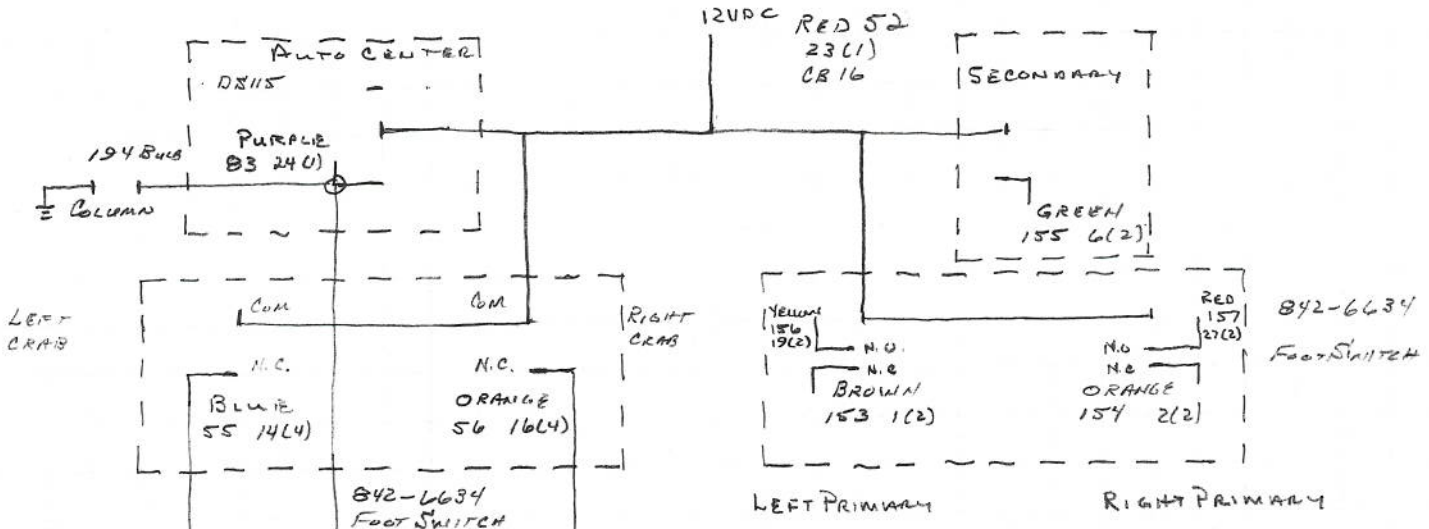 12VDC
RED 52
23(1)
CB 16
AUTO CENTER
DS115
PURPLE
83 24(1)
194 BULB
COLUMN
SECONDARY
GREEN
155 6(2)
LEFT
CRAB
COM
COM
RIGHT
CRAB
N.C.
BLUE
55 14(4)
N.C.
ORANGE
56 16(4)
842-6634
FOOT SWITCH
YELLOW
156
19(2)
N.O.
N.C
BROWN
153 1(2)
RED
157
27(2)
N.O
N.C
ORANGE
154 2(2)
842-6634
FOOT SWITCH
LEFT PRIMARY
RIGHT PRIMARY